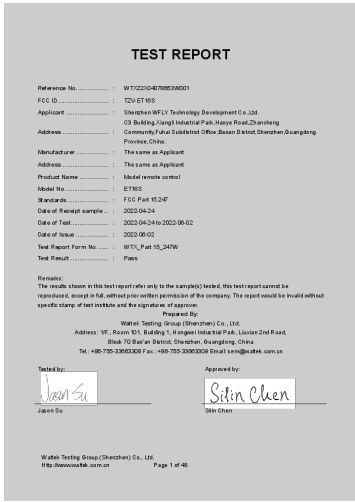 TEST REPORT
Reference No.................. : WTX22X04078653W001
FCC ID......................... : TZV-ET16S
Applicant ..................... : Shenzhen WFLY Technology Development Co.,Ltd.
C3 Building,Xiangli Industrial Park,Haoye Road,Zhancheng
Address ....................... : Community,Fuhai Subdistrict Office,Baoan District,Shenzhen,Guangdong
Province,China.
Manufacturer................ : The same as Applicant
Address ....................... : The same as Applicant
Product Name .............. : Model remote control
Model No..................... : ET16S
Standards .................... : FCC Part 15.247
Date of Receipt sample .... : 2022-04-24
Date of Test.................. : 2022-04-24 to 2022-06-02
Date of Issue ................ : 2022-06-02
Test Report Form No. ...... : WTX_Part 15_247W
Test Result................... : Pass
Remarks:
The results shown in this test report refer only to the sample(s) tested, this test report cannot be
reproduced, except in full, without prior written permission of the company. The report would be invalid without
specific stamp of test institute and the signatures of approver.
Prepared By:
Waltek Testing Group (Shenzhen) Co., Ltd.
Address: 1/F., Room 101, Building 1, Hongwei Industrial Park, Liuxian 2nd Road,
Block 70 Bao'an District, Shenzhen, Guangdong, China
Tel.: +86-755-33663308 Fax.: +86-755-33663309 Email: sem@waltek.com.cn
Tested by: Approved by:
Jason Su Silin Chen
Jason Su Silin Chen
Waltek Testing Group (Shenzhen) Co., Ltd.
Http://www.waltek.com.cn Page 1 of 48